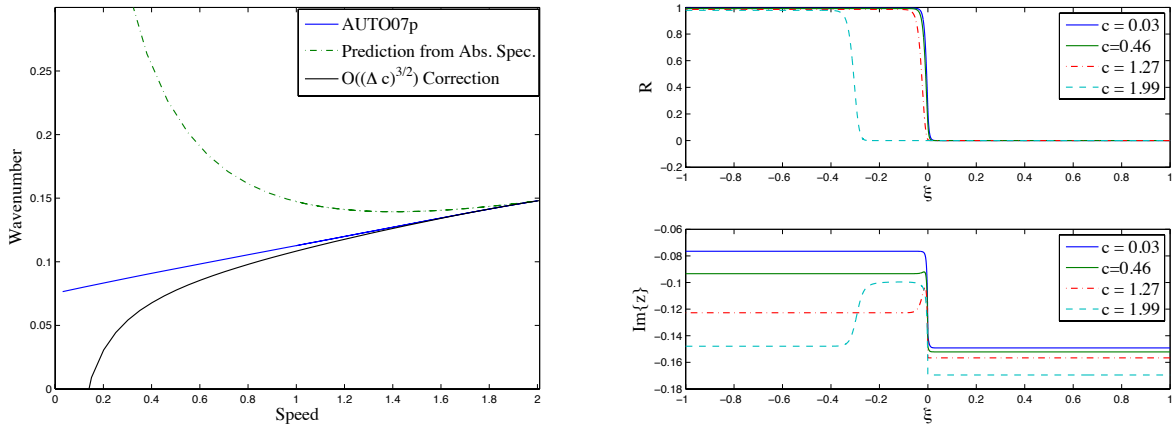 AUTO07p
Prediction from Abs. Spec.
O((Δ c)^{3/2}) Correction
Wavenumber
0.25
0.2
0.15
0.1
0.05
0
0 0.2 0.4 0.6 0.8 1 1.2 1.4 1.6 1.8 2
Speed
R
1
0.8
0.6
0.4
0.2
0
−0.2
−1 −0.8 −0.6 −0.4 −0.2 0 0.2 0.4 0.6 0.8 1
ξ
c = 0.03
c=0.46
c = 1.27
c = 1.99
Im{z}
−0.06
−0.08
−0.1
−0.12
−0.14
−0.16
−0.18
−1 −0.8 −0.6 −0.4 −0.2 0 0.2 0.4 0.6 0.8 1
ξ
c = 0.03
c=0.46
c = 1.27
c = 1.99